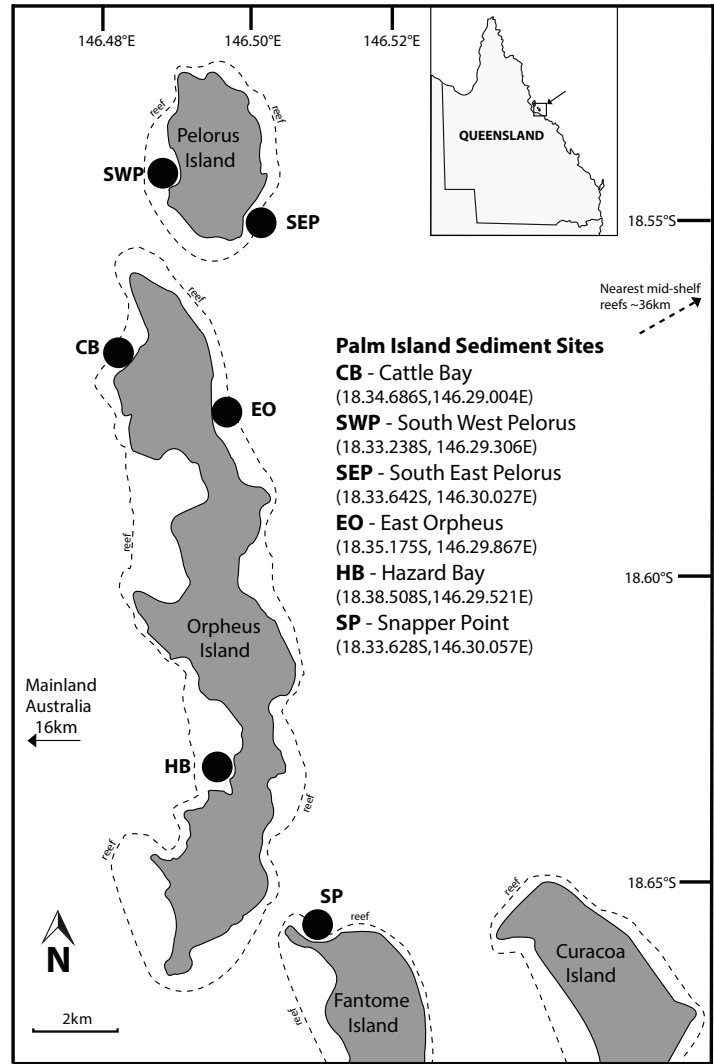 146.48°E
146.50°E
146.52°E
reef
reef
Pelorus
Island
SWP
SEP
QUEENSLAND
18.55°S
Nearest mid-shelf
reefs ~36km
reef
CB
EO
Palm Island Sediment Sites
CB - Cattle Bay
(18.34.686S,146.29.004E)
SWP - South West Pelorus
(18.33.238S, 146.29.306E)
SEP - South East Pelorus
(18.33.642S, 146.30.027E)
EO - East Orpheus
(18.35.175S, 146.29.867E)
HB - Hazard Bay
(18.38.508S,146.29.521E)
SP - Snapper Point
(18.33.628S,146.30.057E)
reef
18.60°S
Orpheus
Island
Mainland
Australia
16km
HB
reef
reef
18.65°S
SP
reef
reef
N
Curacoa
Island
Fantome
Island
reef
2km